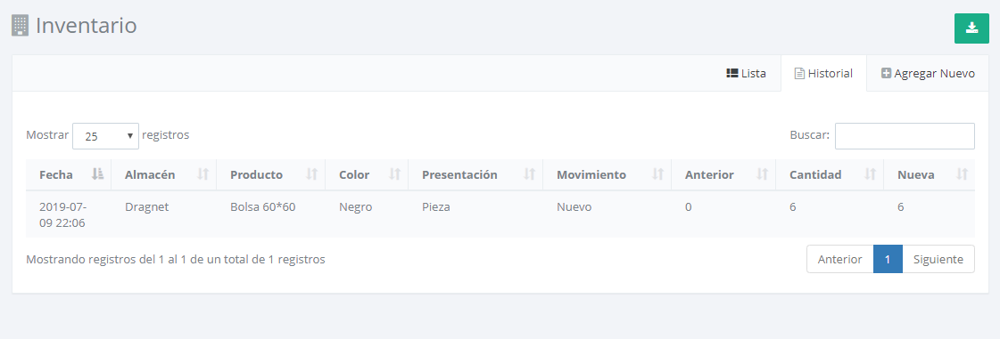 Inventario
Lista Historial Agregar Nuevo
Mostrar 25 registros Buscar:
Fecha Almacén Producto Color Presentación Movimiento Anterior Cantidad Nueva
2019-07-
09 22:06 Dragnet Bolsa 60*60 Negro Pieza Nuevo 0 6 6
Mostrando registros del 1 al 1 de un total de 1 registros Anterior 1 Siguiente